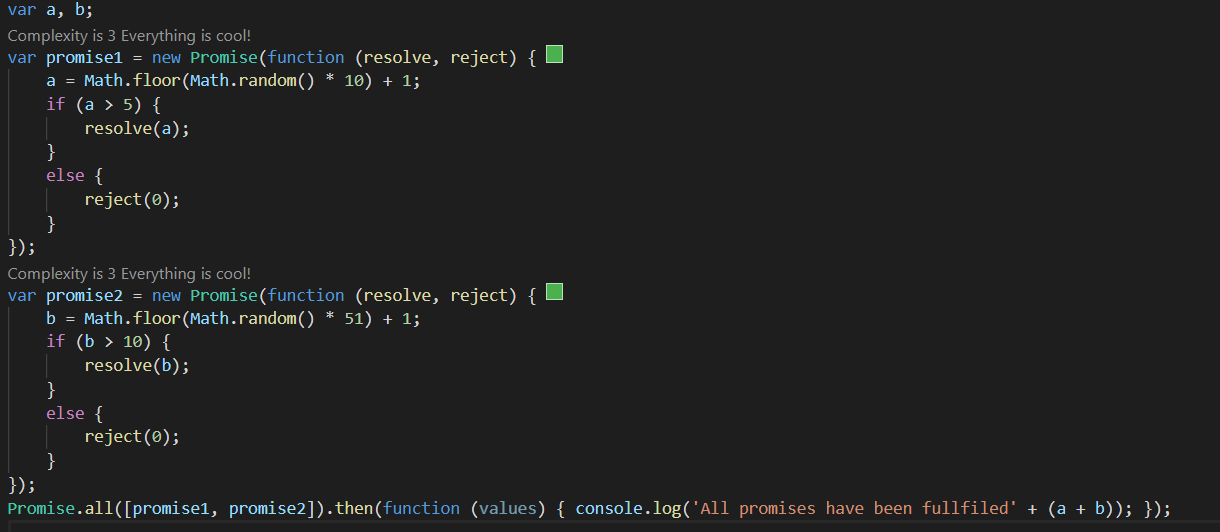 var a, b;
Complexity is 3 Everything is cool!
var promise1 = new Promise(function (resolve, reject) {
    a = Math.floor(Math.random() * 10) + 1;
    if (a > 5) {
        resolve(a);
    }
    else {
        reject(0);
    }
});
Complexity is 3 Everything is cool!
var promise2 = new Promise(function (resolve, reject) {
    b = Math.floor(Math.random() * 51) + 1;
    if (b > 10) {
        resolve(b);
    }
    else {
        reject(0);
    }
});
Promise.all([promise1, promise2]).then(function (values) { console.log('All promises have been fullfiled' + (a + b)); });